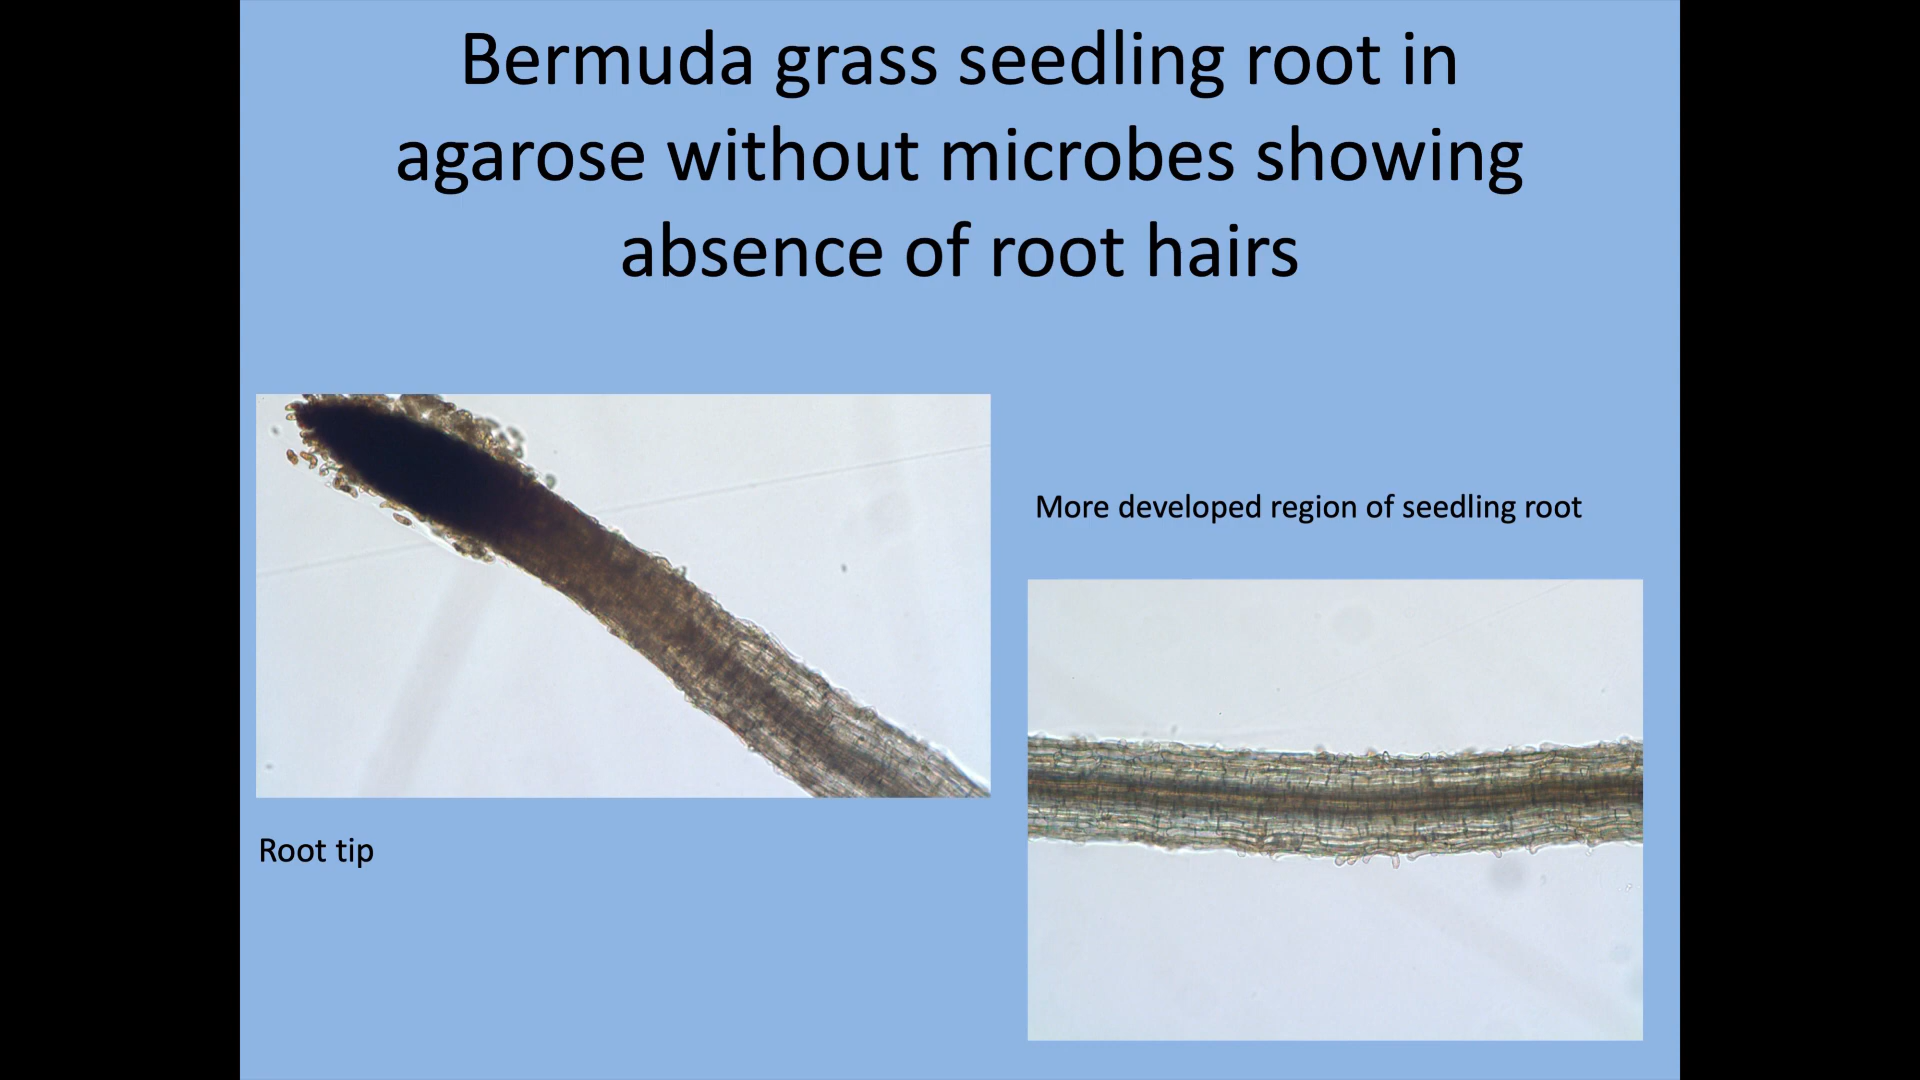 Bermuda grass seedling root in
agarose without microbes showing
absence of root hairs
More developed region of seedling root
Root tip